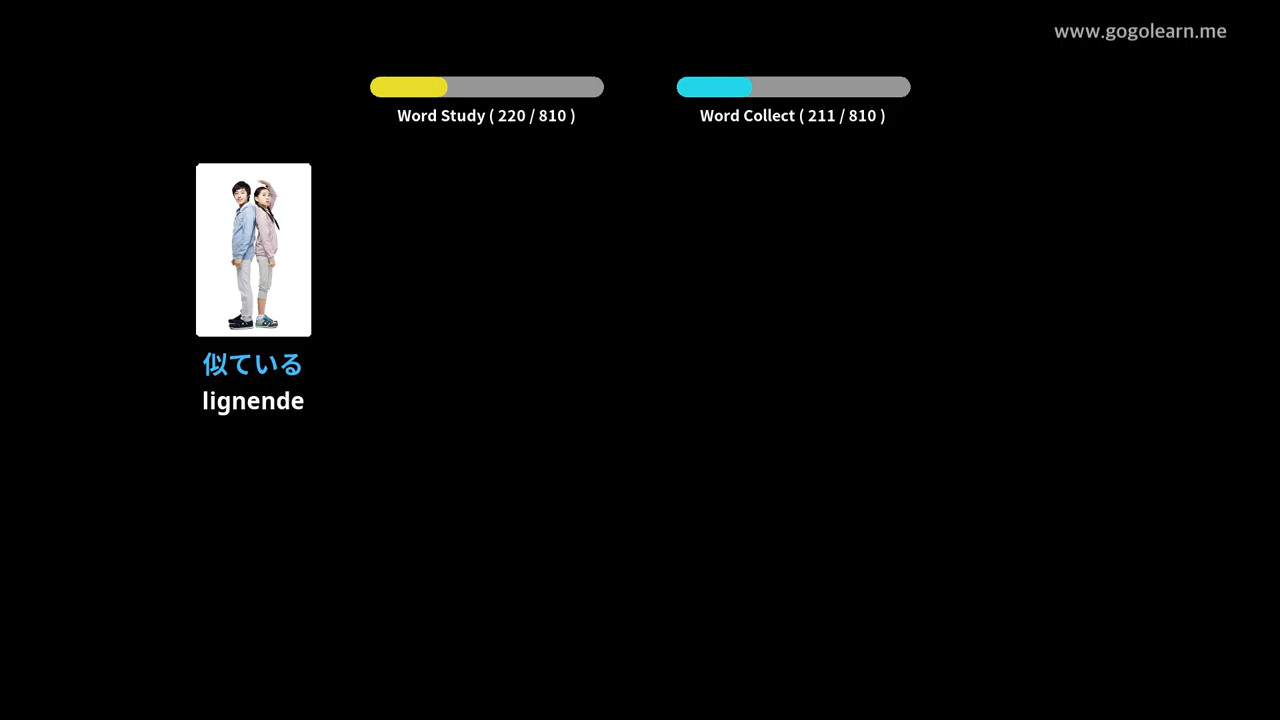 www.gogolearn.me
Word Study ( 220 / 810 )
Word Collect ( 211 / 810 )
似ている
lignende